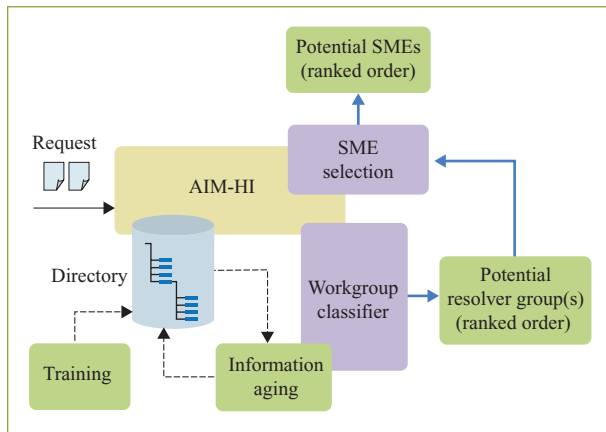 Potential SMEs
(ranked order)
Request
SME
selection
AIM-HI
Directory
Workgroup
classifier
Potential
resolver group(s)
(ranked order)
Training
Information
aging